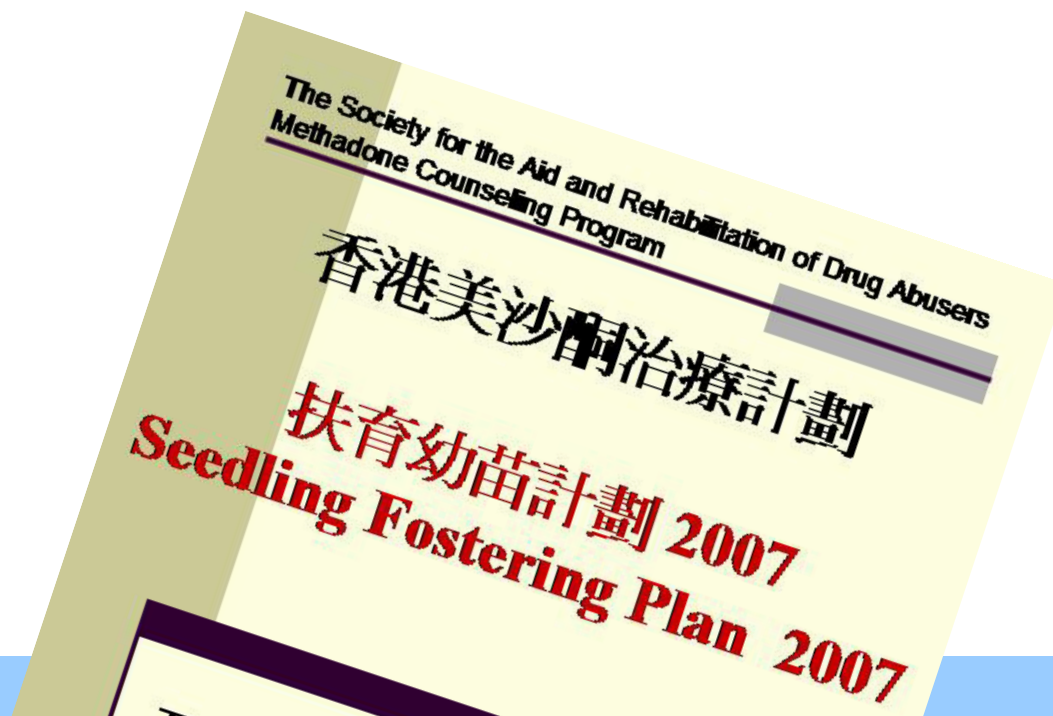 The Society for the Aid and Rehabilitation of Drug Abusers
Methadone Counseling Program
香港美沙酮治療計劃
扶育幼苗計劃 2007
Seedling Fostering Plan 2007